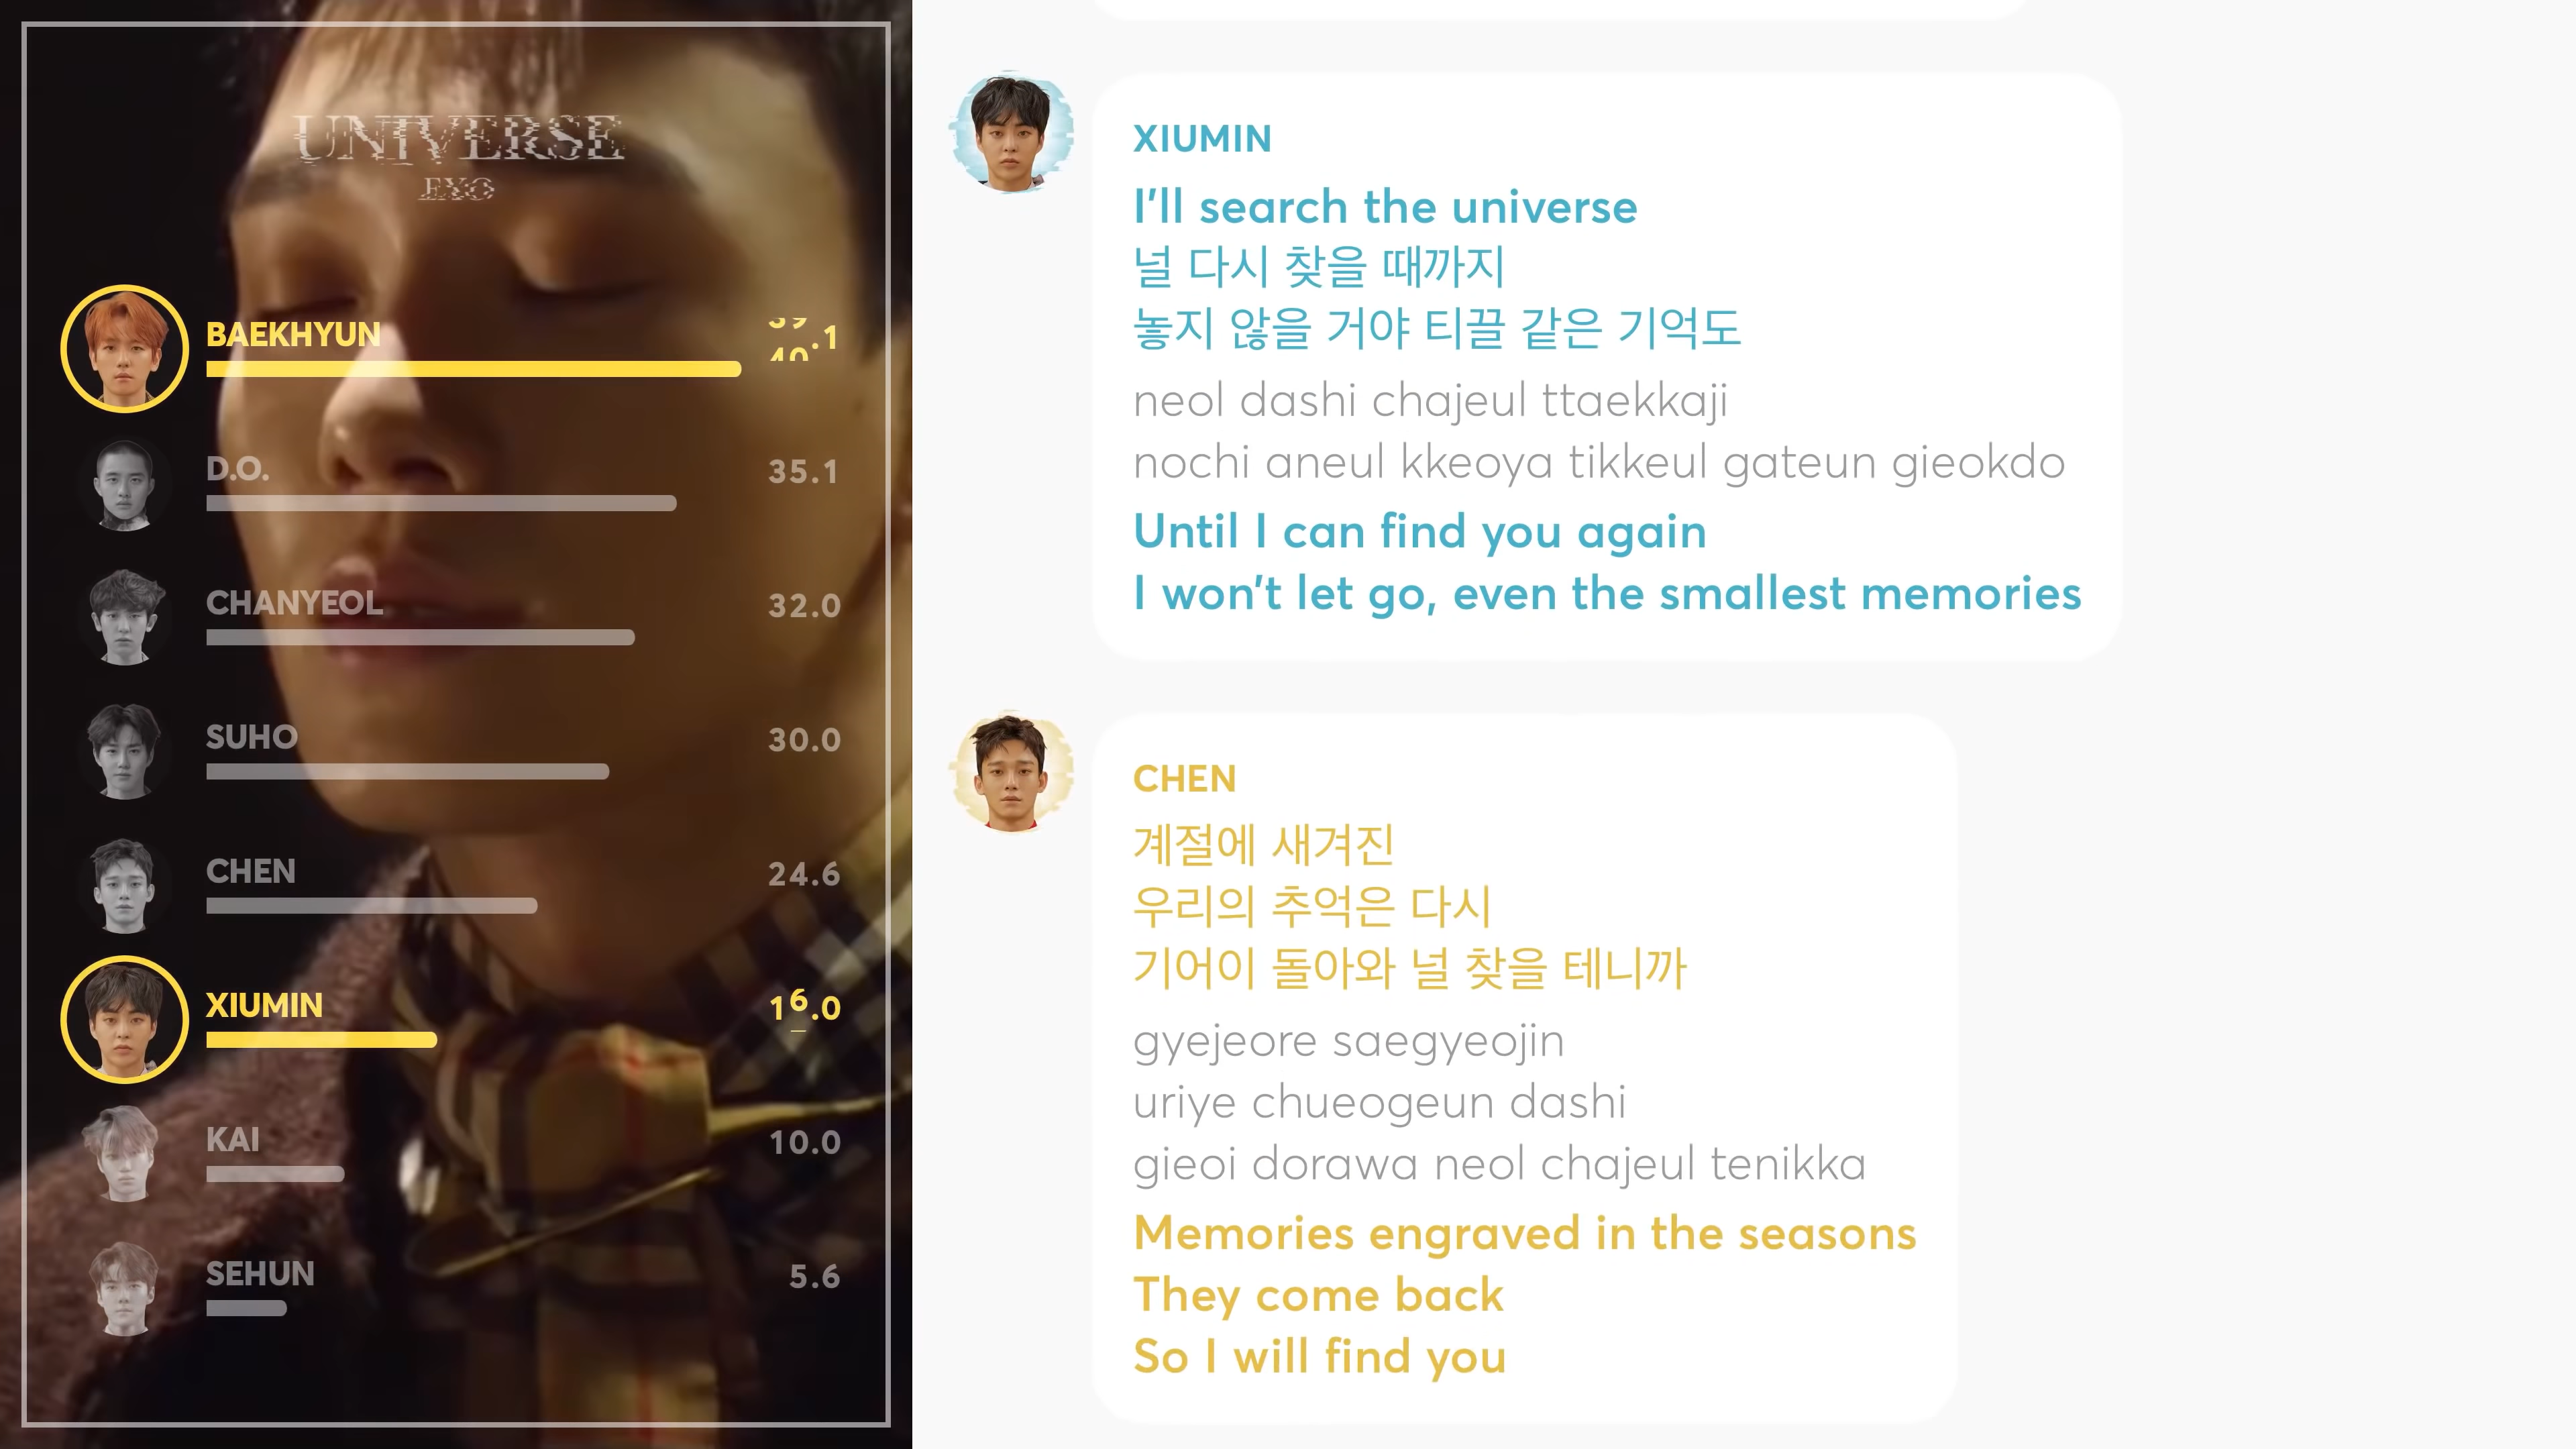 UNIVERSE
EXO
BAEKHYUN
.1
D.O.
35.1
CHANYEOL
32.0
SUHO
30.0
CHEN
24.6
XIUMIN
16.0
KAI
10.0
SEHUN
5.6
XIUMIN
I'll search the universe
널 다시 찾을 때까지
놓지 않을 거야 티끌 같은 기억도
neol dashi chajeul ttaekkaji
nochi aneul kkeoya tikkeul gateun gieokdo
Until I can find you again
I won't let go, even the smallest memories
CHEN
계절에 새겨진
우리의 추억은 다시
기어이 돌아와 널 찾을 테니까
gyejeore saegyeojin
uriye chueogeun dashi
gieoi dorawa neol chajeul tenikka
Memories engraved in the seasons
They come back
So I will find you